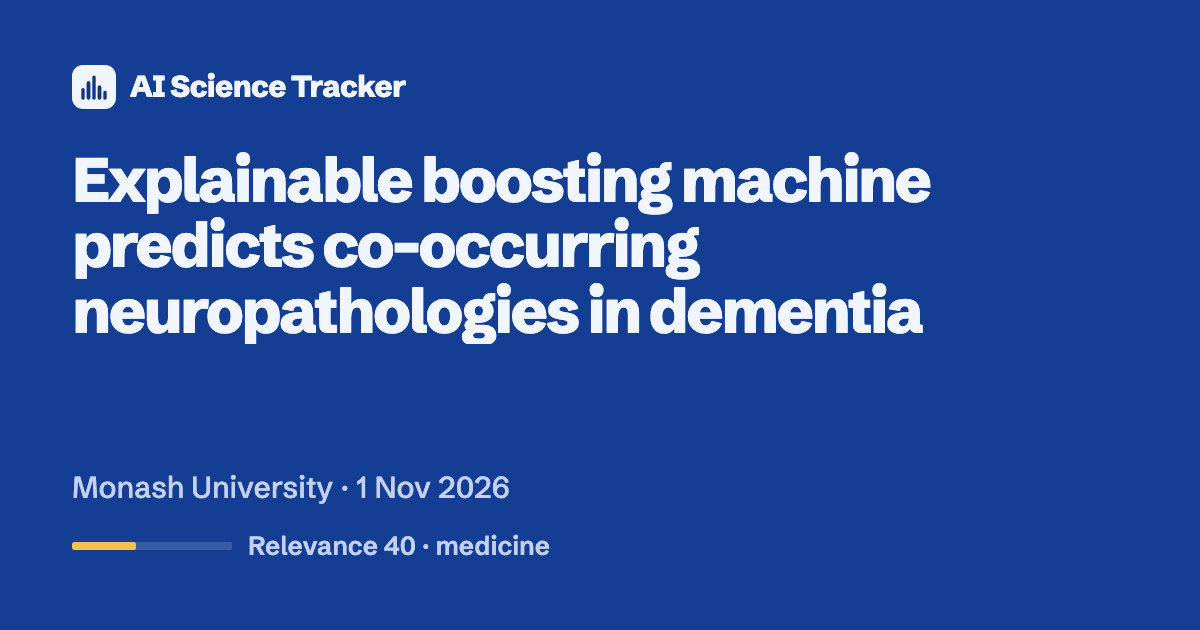 AI Science Tracker
Explainable boosting machine
predicts co-occurring
neuropathologies in dementia
Monash University · 1 Nov 2026
Relevance 40 · medicine